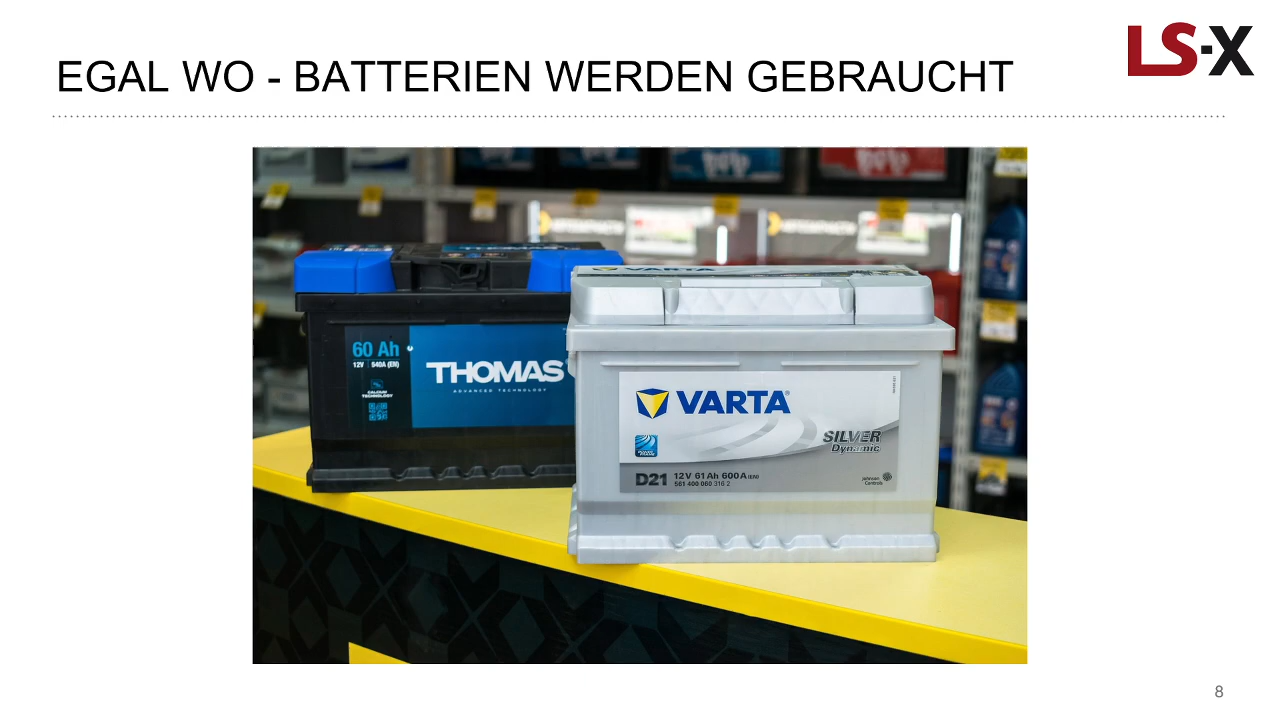 LS-X
EGAL WO - BATTERIEN WERDEN GEBRAUCHT
THOMAS
VARTA
60 Ah
12V 540A (EN)
CALCIUM
TECHNOLOGY
THOMAS
ADVANCED TECHNOLOGY
VARTA
SILVER
Dynamic
D21 12V 61Ah 600A (EN)
561 400 060 316 2
Johnson
Controls
8